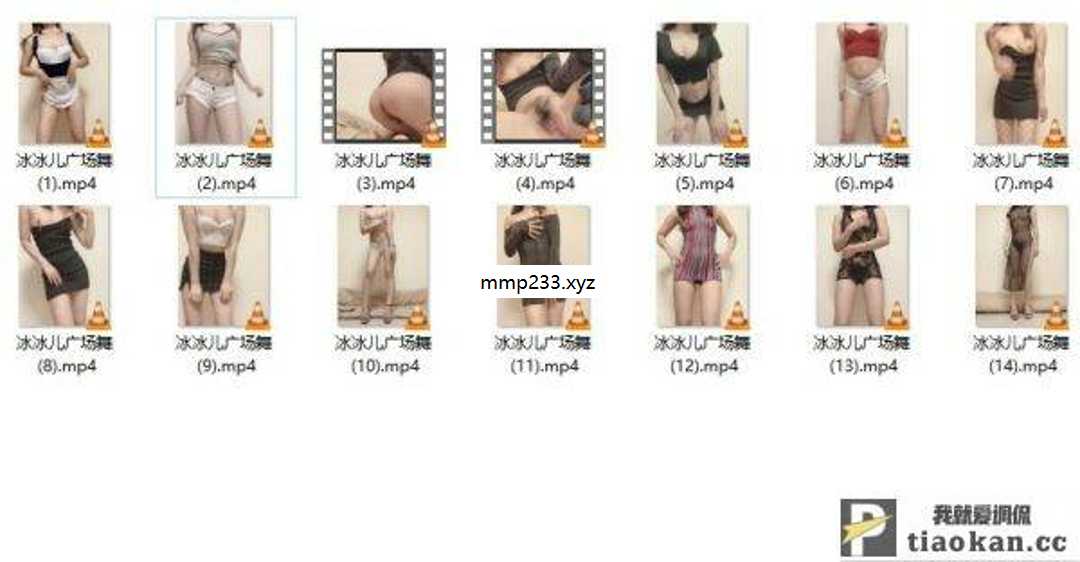 冰冰儿广场舞
(1).mp4
冰冰儿广场舞
(2).mp4
冰冰儿广场舞
(3).mp4
冰冰儿广场舞
(4).mp4
冰冰儿广场舞
(5).mp4
冰冰儿广场舞
(6).mp4
冰冰儿广场舞
(7).mp4
mmp233.xyz
冰冰儿广场舞
(8).mp4
冰冰儿广场舞
(9).mp4
冰冰儿广场舞
(10).mp4
冰冰儿广场舞
(11).mp4
冰冰儿广场舞
(12).mp4
冰冰儿广场舞
(13).mp4
冰冰儿广场舞
(14).mp4
P
我就爱调侃
tiaokan.cc